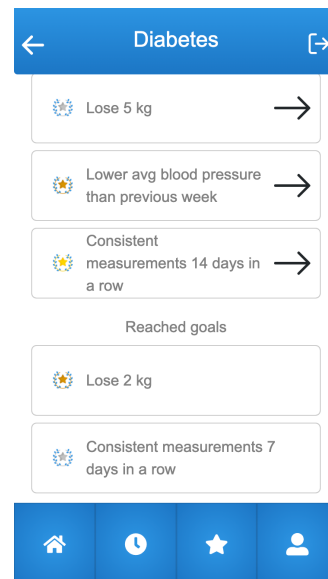 Diabetes
Lose 5 kg
Lower avg blood pressure
than previous week
Consistent
measurements 14 days in
a row
Reached goals
Lose 2 kg
Consistent measurements 7
days in a row